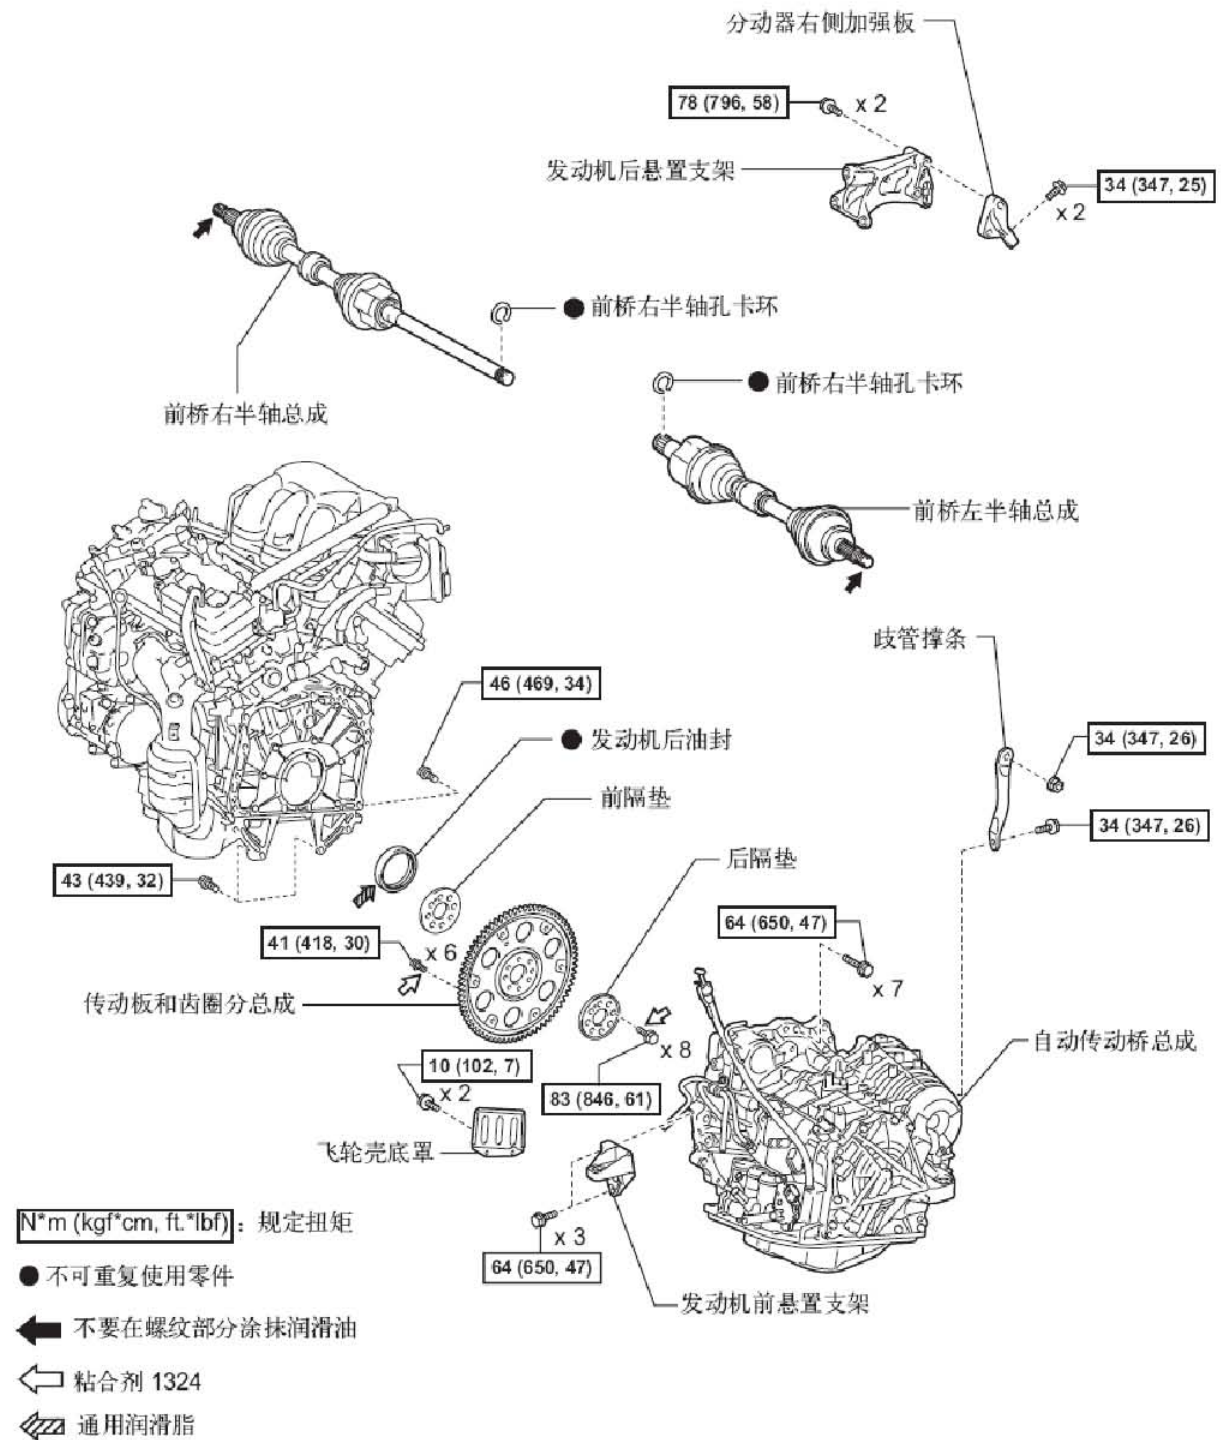 分动器右侧加强板
78 (796, 58)
x 2
发动机后悬置支架
34 (347, 25)
x 2
● 前桥右半轴孔卡环
● 前桥右半轴孔卡环
前桥右半轴总成
前桥左半轴总成
歧管撑条
46 (469, 34)
34 (347, 26)
● 发动机后油封
前隔垫
34 (347, 26)
后隔垫
43 (439, 32)
64 (650, 47)
41 (418, 30)
x 6
x 7
传动板和齿圈分总成
自动传动桥总成
x 8
10 (102, 7)
x 2
83 (846, 61)
飞轮壳底罩
N*m (kgf*cm, ft.*lbf) : 规定扭矩
x 3
64 (650, 47)
● 不可重复使用零件
发动机前悬置支架
不要在螺纹部分涂抹润滑油
粘合剂 1324
通用润滑脂